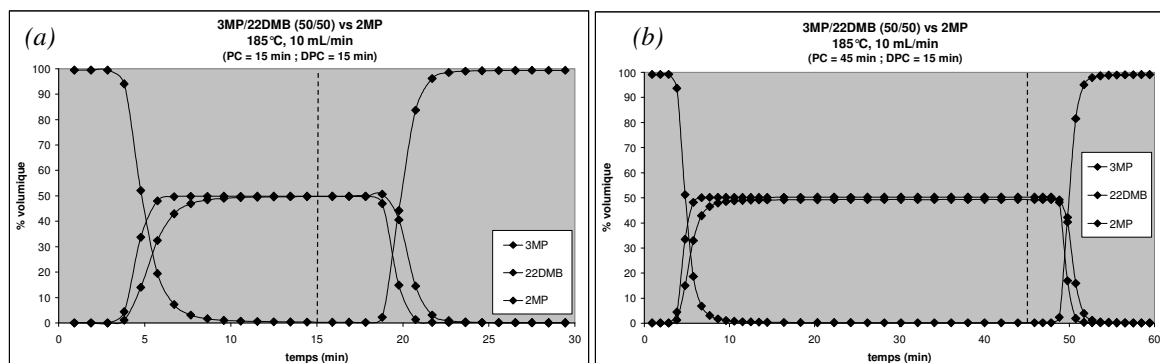 (a)
3MP/22DMB (50/50) vs 2MP
185°C, 10 mL/min
(PC = 15 min ; DPC = 15 min)
% volumique
100
90
80
70
60
50
40
30
20
10
0
0 5 10 15 20 25 30
temps (min)
3MP
22DMB
2MP
(b)
3MP/22DMB (50/50) vs 2MP
185°C, 10 mL/min
(PC = 45 min ; DPC = 15 min)
% volumique
100
90
80
70
60
50
40
30
20
10
0
0 10 20 30 40 50 60
temps (min)
3MP
22DMB
2MP